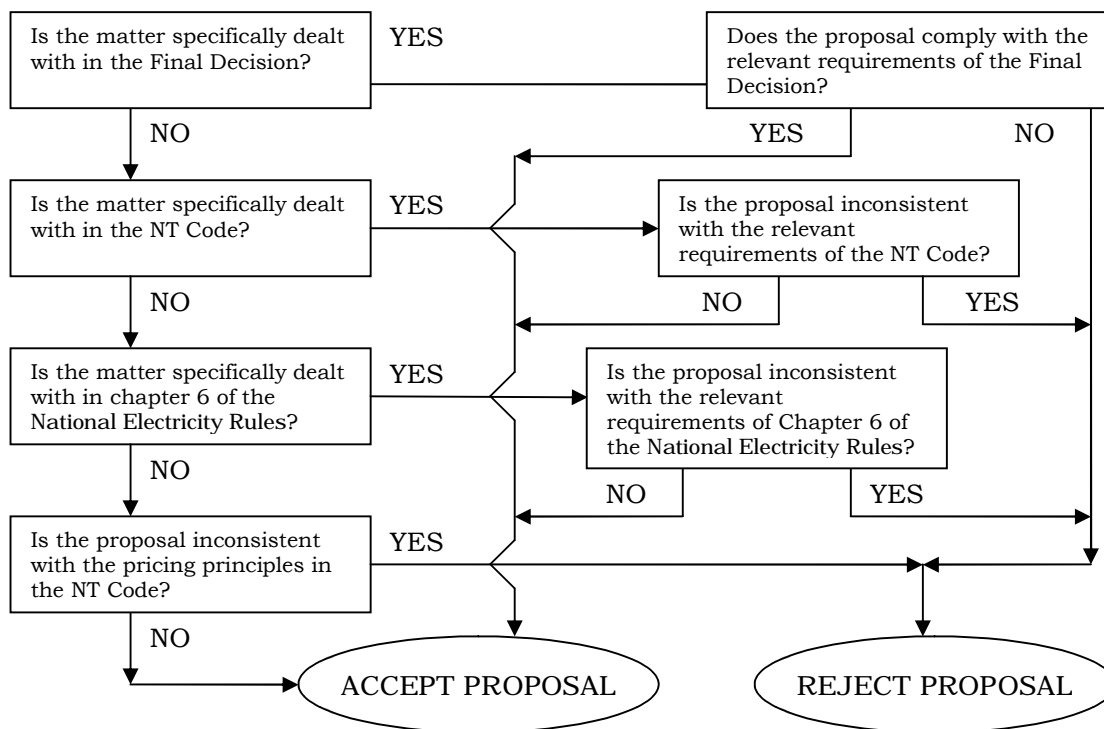 Is the matter specifically dealt
with in the Final Decision?
YES
Does the proposal comply with the
relevant requirements of the Final
Decision?
NO
YES
NO
Is the matter specifically dealt
with in the NT Code?
YES
Is the proposal inconsistent
with the relevant
requirements of the NT Code?
NO
NO
YES
Is the matter specifically dealt
with in chapter 6 of the
National Electricity Rules?
YES
Is the proposal inconsistent
with the relevant
requirements of Chapter 6 of
the National Electricity Rules?
NO
NO
YES
Is the proposal inconsistent
with the pricing principles in
the NT Code?
YES
NO
ACCEPT PROPOSAL
REJECT PROPOSAL